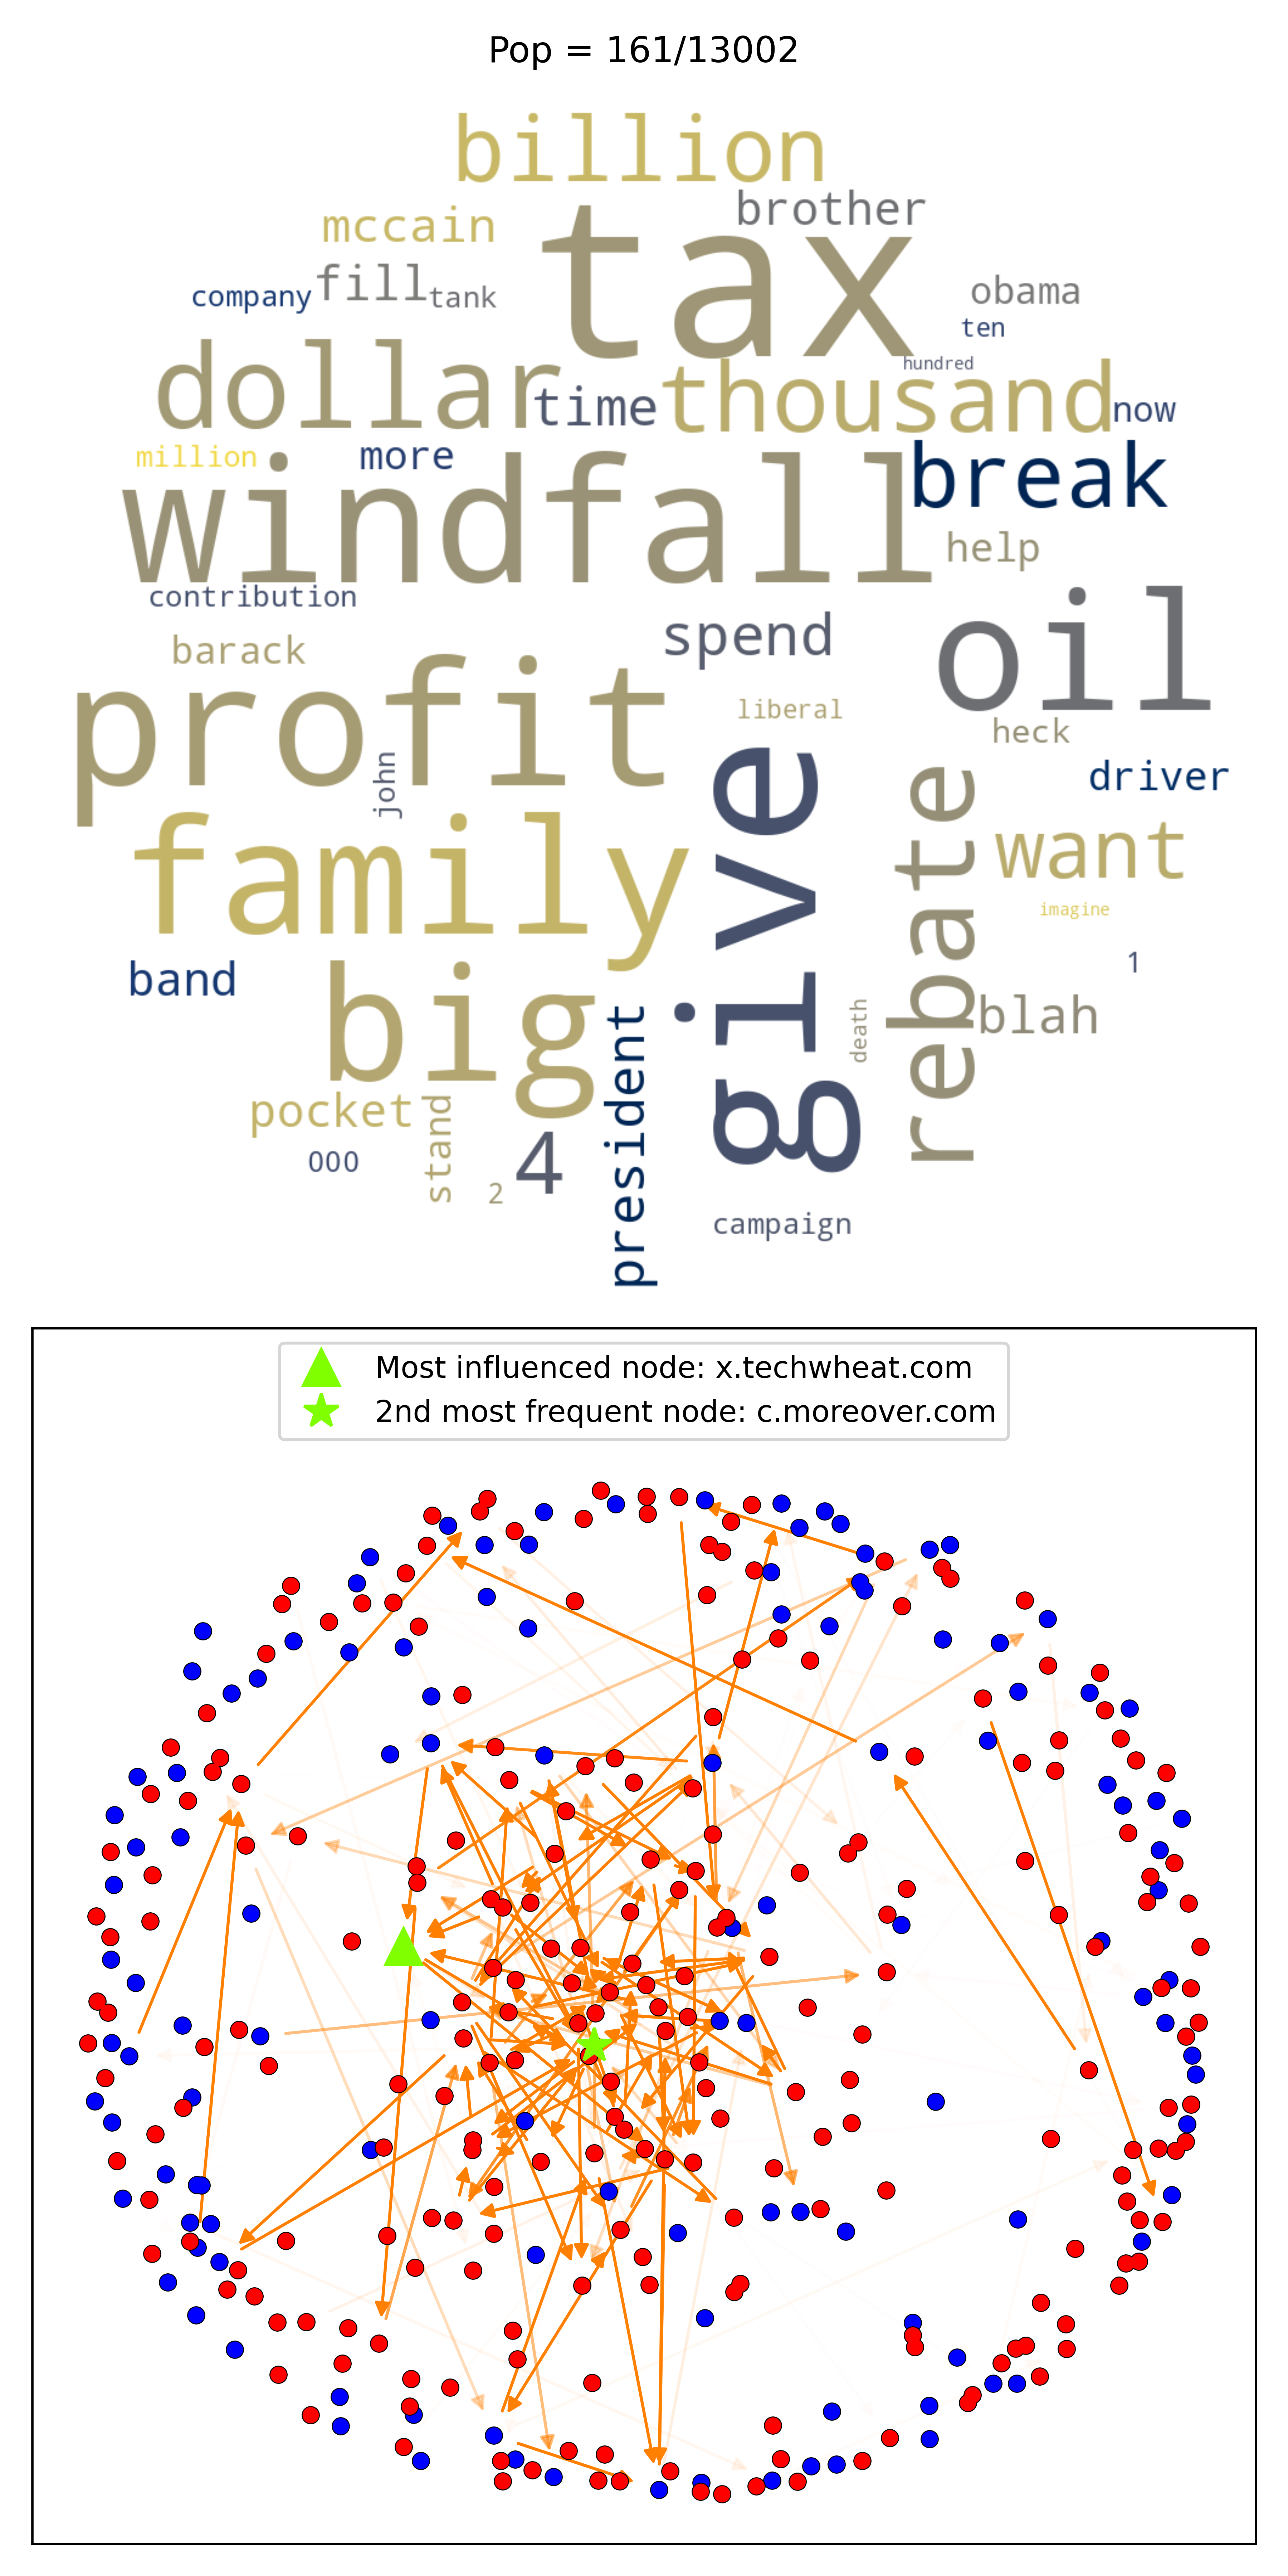 Pop = 161/13002
billion
mccain
brother
tax
company
fill
tank
obama
ten
hundred
dollar
time
thousand
now
million
more
windfall
break
help
contribution
spend
oil
barack
profit
liberal
heck
john
driver
family
give
rebate
want
imagine
band
1
big
president
death
blah
pocket
stand
000
2
4
campaign
Most influenced node: x.techwheat.com
2nd most frequent node: c.moreover.com